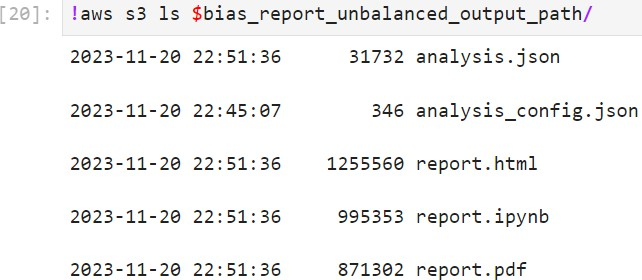 [20]: !aws s3 ls $bias_report_unbalanced_output_path/
2023-11-20 22:51:36 31732 analysis.json
2023-11-20 22:45:07 346 analysis_config.json
2023-11-20 22:51:36 1255560 report.html
2023-11-20 22:51:36 995353 report.ipynb
2023-11-20 22:51:36 871302 report.pdf